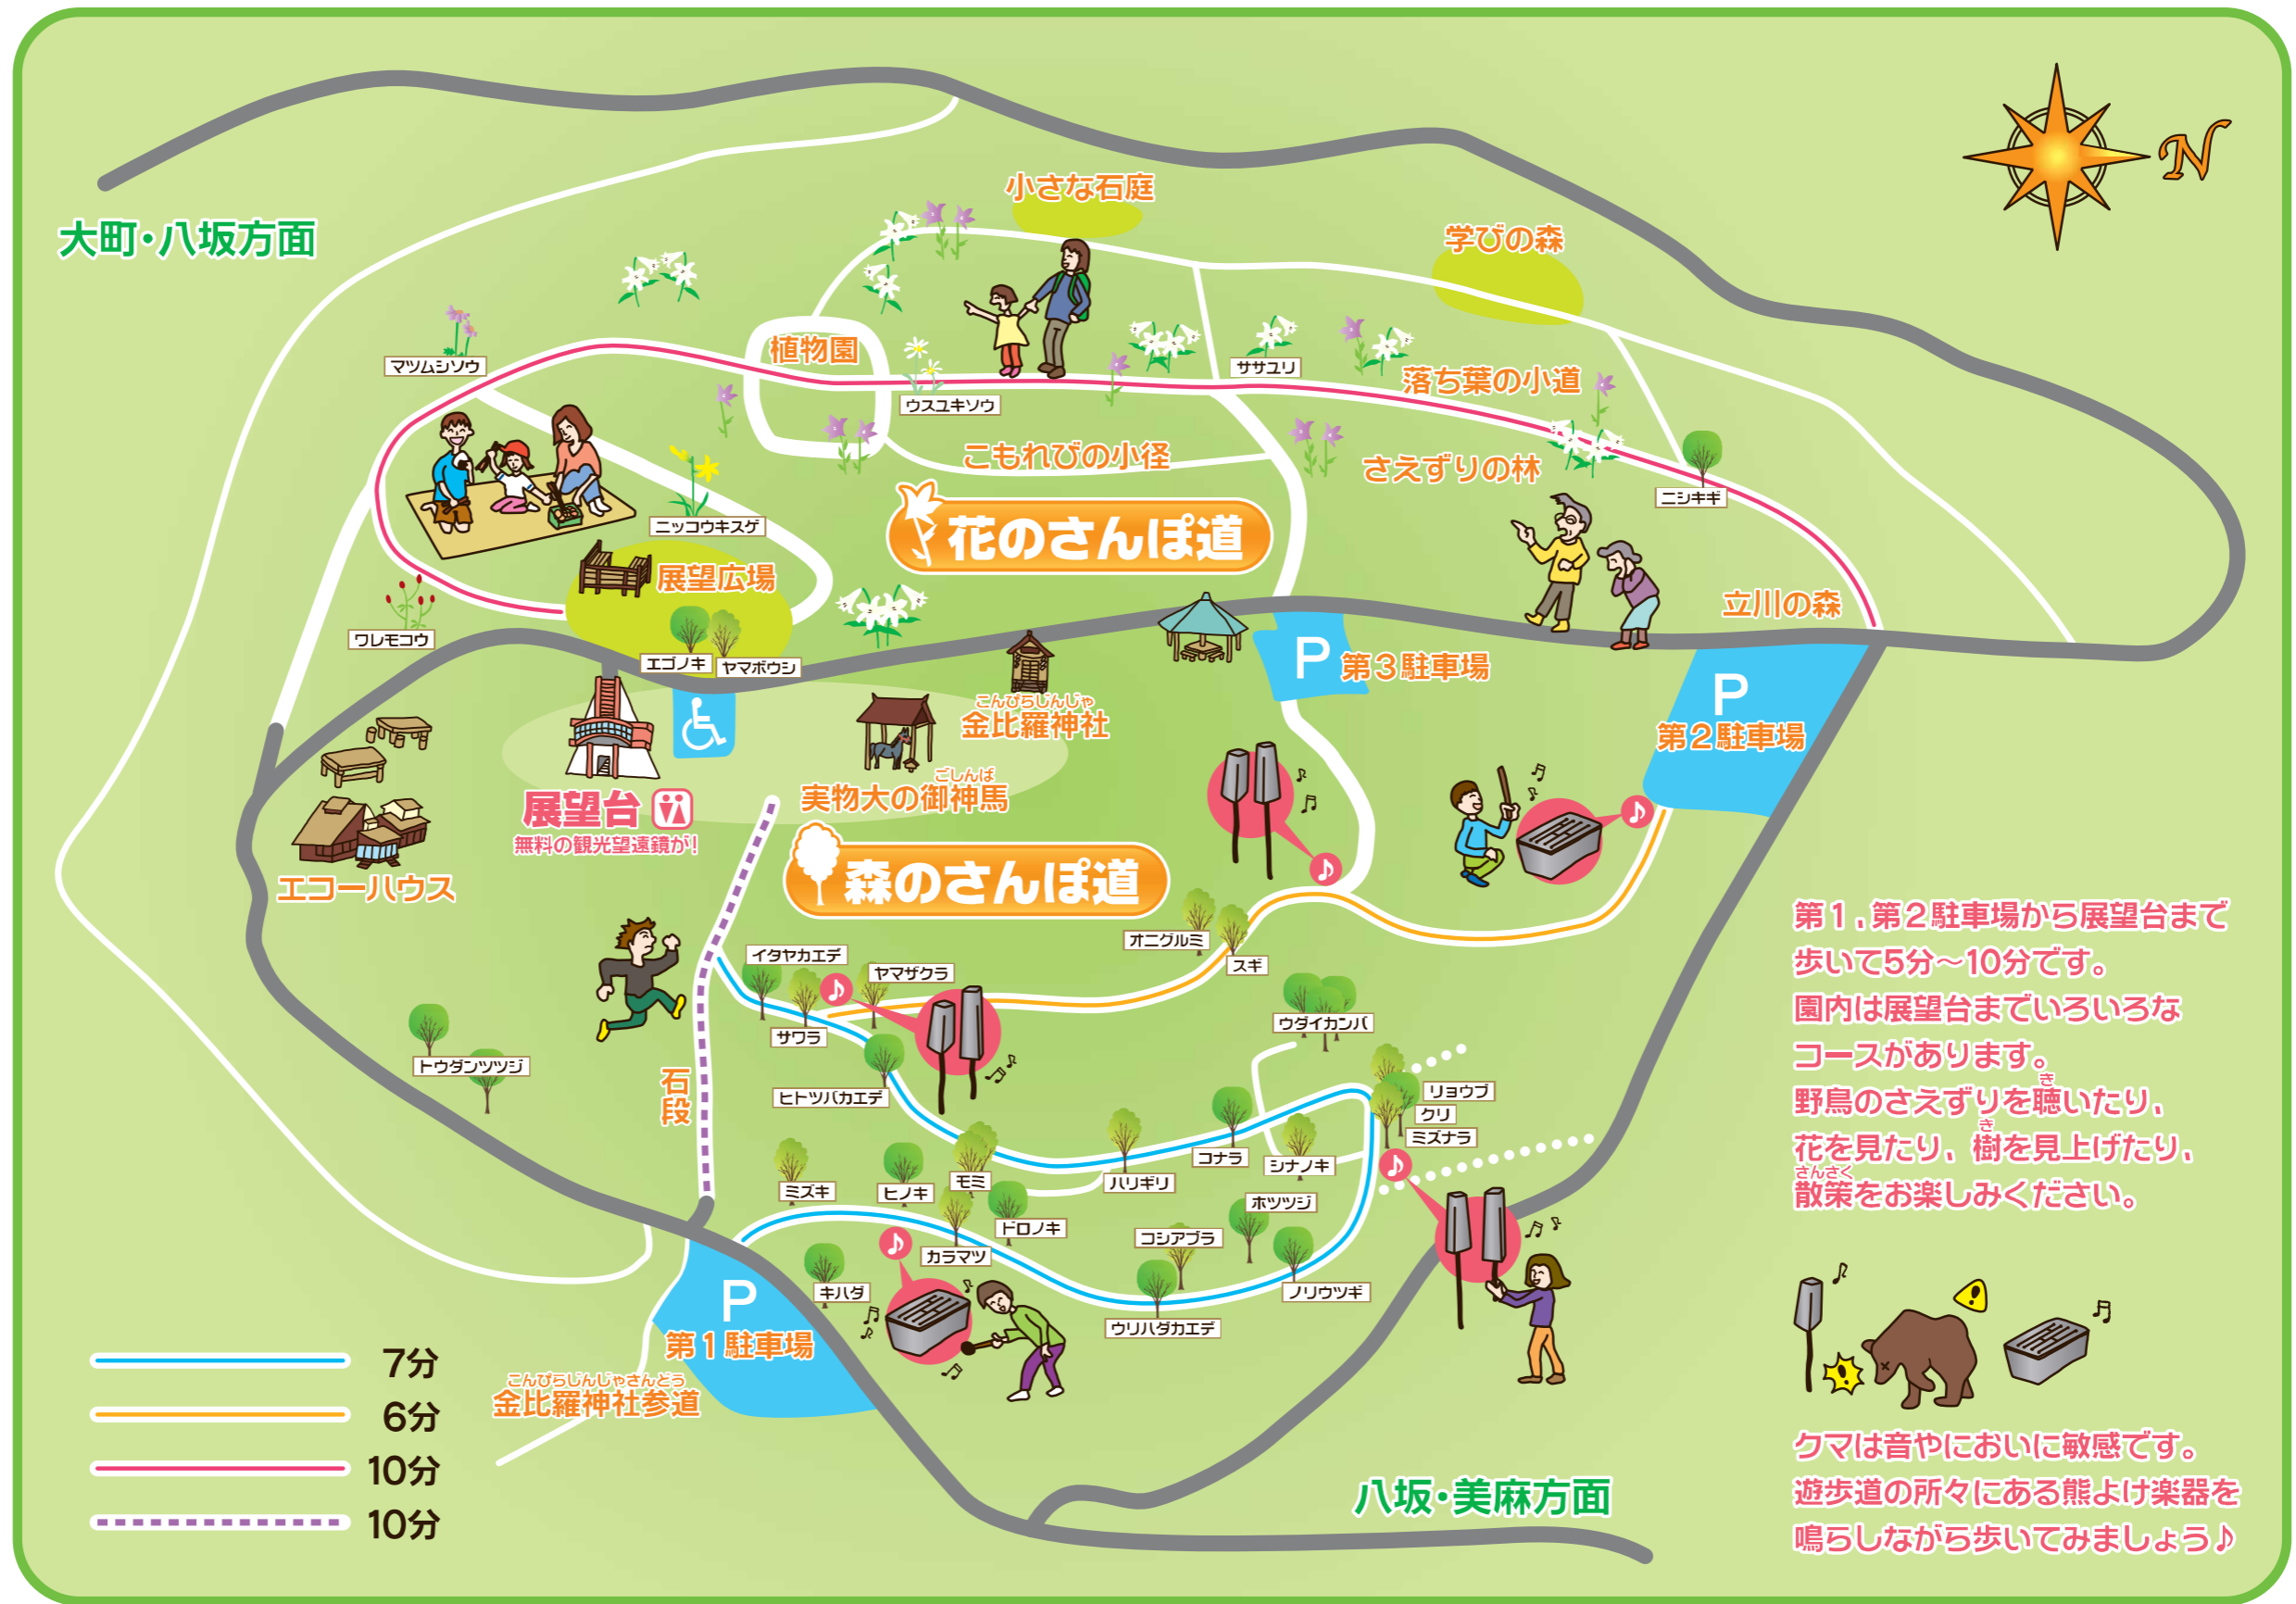 N
大町・八坂方面
小さな石庭
学びの森
マツムシソウ
植物園
ウスユキソウ
ササユリ
落ち葉の小道
こもれびの小径
さえずりの林
ニシキギ
ニッコウキスゲ
花のさんぽ道
展望広場
ワレモコウ
エゴノキ
ヤマボウシ
立川の森
P
第3駐車場
P
第2駐車場
こんぴらじんじゃ
金比羅神社
ごしんば
実物大の御神馬
展望台
無料の観光望遠鏡が!
エコーハウス
森のさんぽ道
オニグルミ
スギ
イタヤカエデ
ヤマザクラ
サワラ
ヒトツバカエデ
ウダイカンバ
トウダンツツジ
石段
リョウブ
クリ
ミズナラ
コナラ
シナノキ
ハリギリ
モミ
ヒノキ
ミズキ
ドロノキ
カラマツ
ホツツジ
コシアブラ
ノリウツギ
ウリハダカエデ
キハダ
P
第1駐車場
こんぴらじんじゃさんどう
金比羅神社参道
八坂・美麻方面
7分
6分
10分
10分
第1、第2駐車場から展望台まで
歩いて5分~10分です。
園内は展望台までいろいろな
コースがあります。
き
野鳥のさえずりを聴いたり、
き
花を見たり、樹を見上げたり、
さんさく
散策をお楽しみください。
クマは音やにおいに敏感です。
遊歩道の所々にある熊よけ楽器を
鳴らしながら歩いてみましょう♪